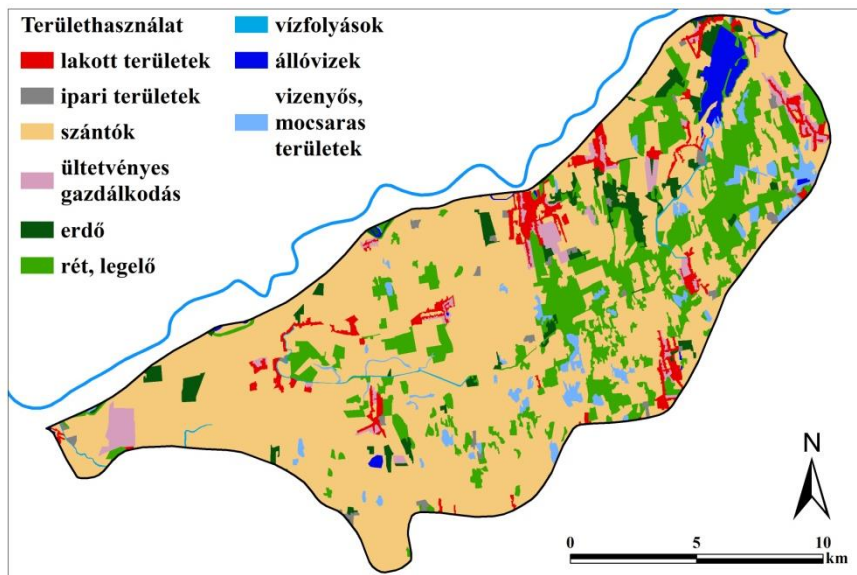 Területhasználat
lakott területek
ipari területek
szántók
ültetvényes
gazdálkodás
erdő
rét, legelő
vízfolyások
állóvizek
vizenyős,
mocsaras
területek
N
0 5 10
km